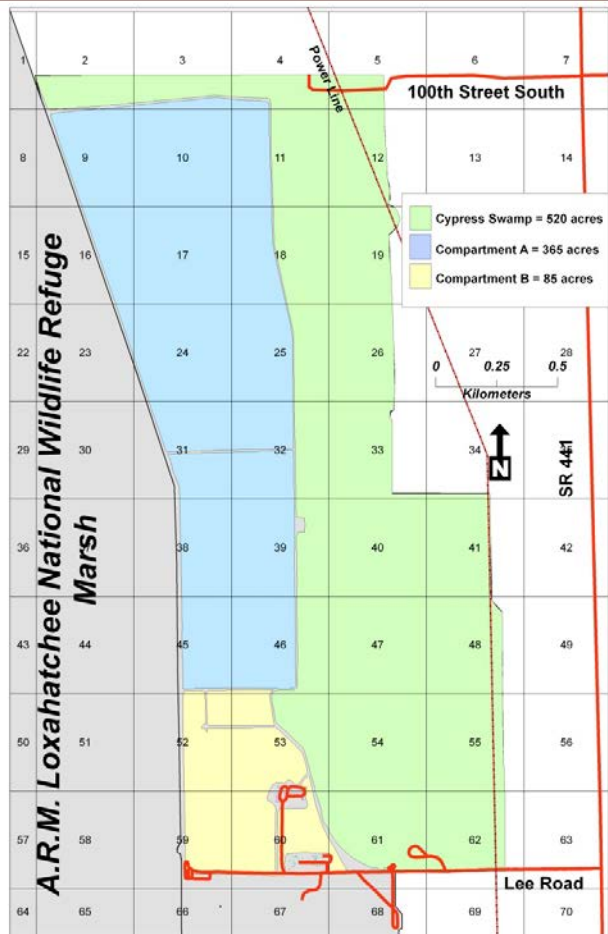 1 2 3 4 5 6 7
Power Line
100th Street South
8 9 10 11 12 13 14
Cypress Swamp = 520 acres
Compartment A = 365 acres
Compartment B = 85 acres
15 16 17 18 19
22 23 24 25 26 27 28
0 0.25 0.5
Kilometers
29 30 31 32 33 34
N
SR 441
A.R.M. Loxahatchee National Wildlife Refuge
Marsh
36 38 39 40 41 42
43 44 45 46 47 48 49
50 51 52 53 54 55 56
57 58 59 60 61 62 63
Lee Road
64 65 66 67 68 69 70